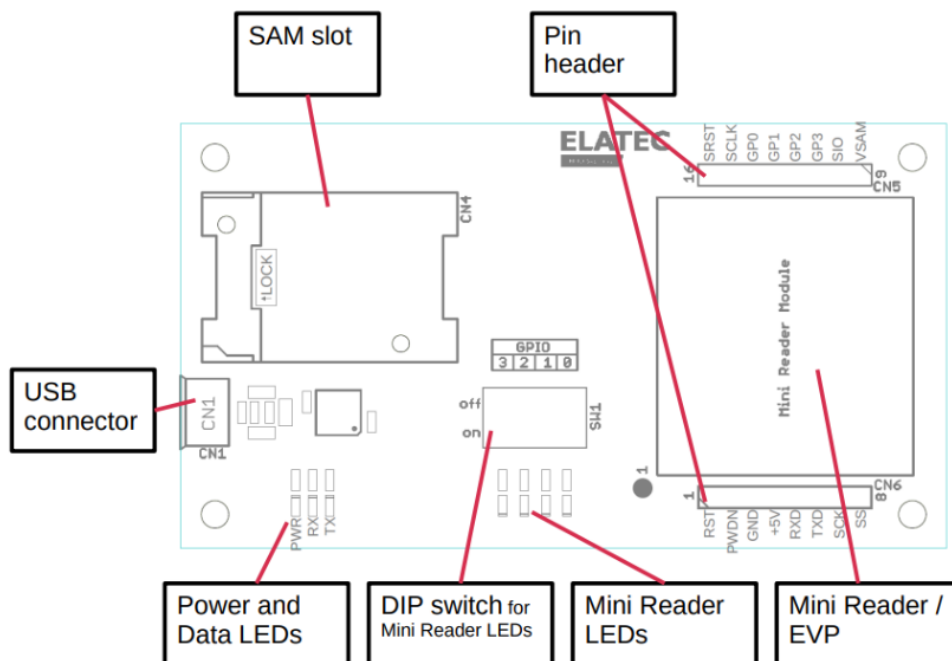 SAM slot
Pin
header
ELATEC
SRST
SCLK
GP0
GP1
GP2
GP3
SIO
VSAM
16
9
CN5
CN4
↑LOCK
Mini Reader Module
GPIO
3 2 1 0
USB
connector
CN1
CN1
off
on
SW1
1
1
CN6
8
PWR
RX
TX
RST
PWDN
GND
+5V
RXD
TXD
SCK
SS
Power and
Data LEDs
DIP switch for
Mini Reader LEDs
Mini Reader
LEDs
Mini Reader /
EVP